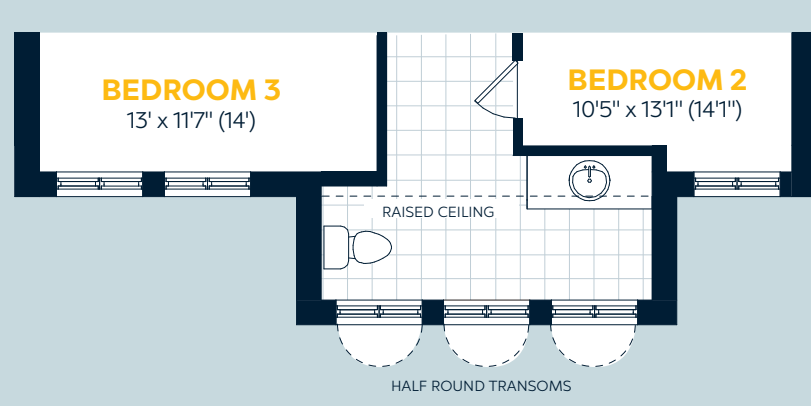 BEDROOM 3
13' x 11'7" (14')
BEDROOM 2
10'5" x 13'1" (14'1")
RAISED CEILING
HALF ROUND TRANSOMS